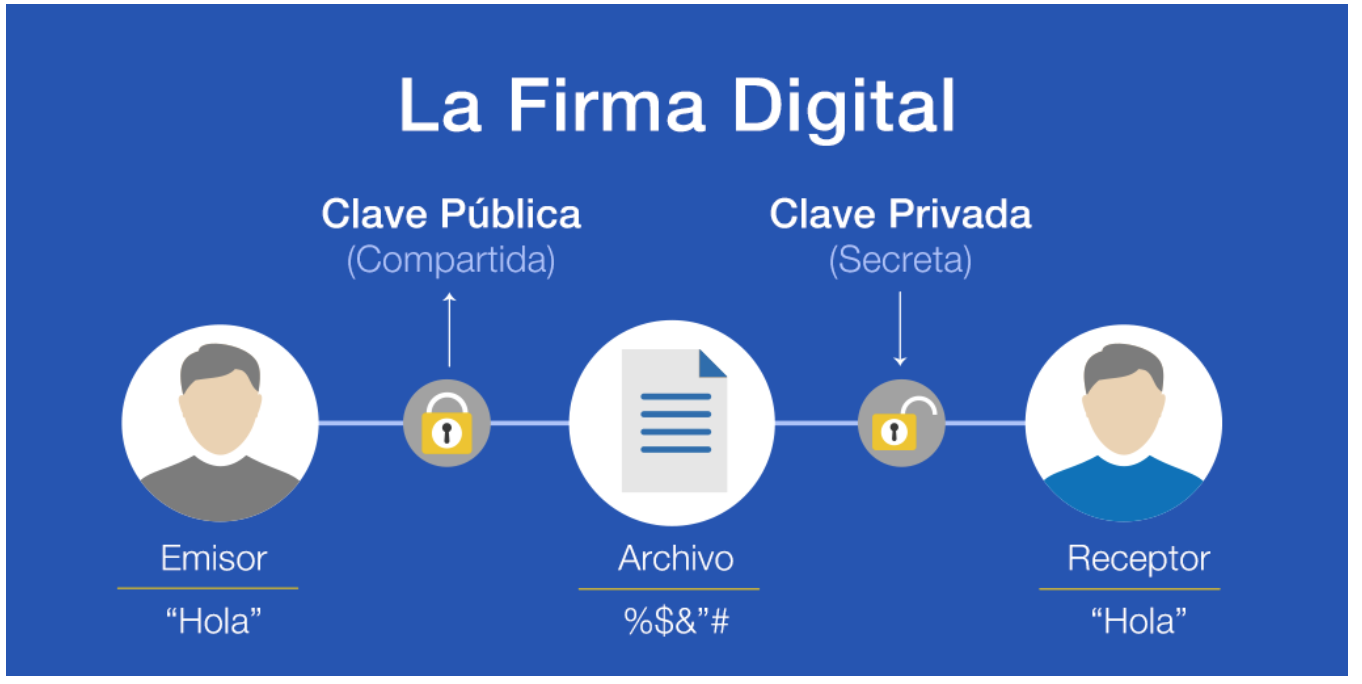 La Firma Digital
Clave Pública
(Compartida)
Clave Privada
(Secreta)
Emisor
“Hola”
Archivo
%$&”#
Receptor
“Hola”